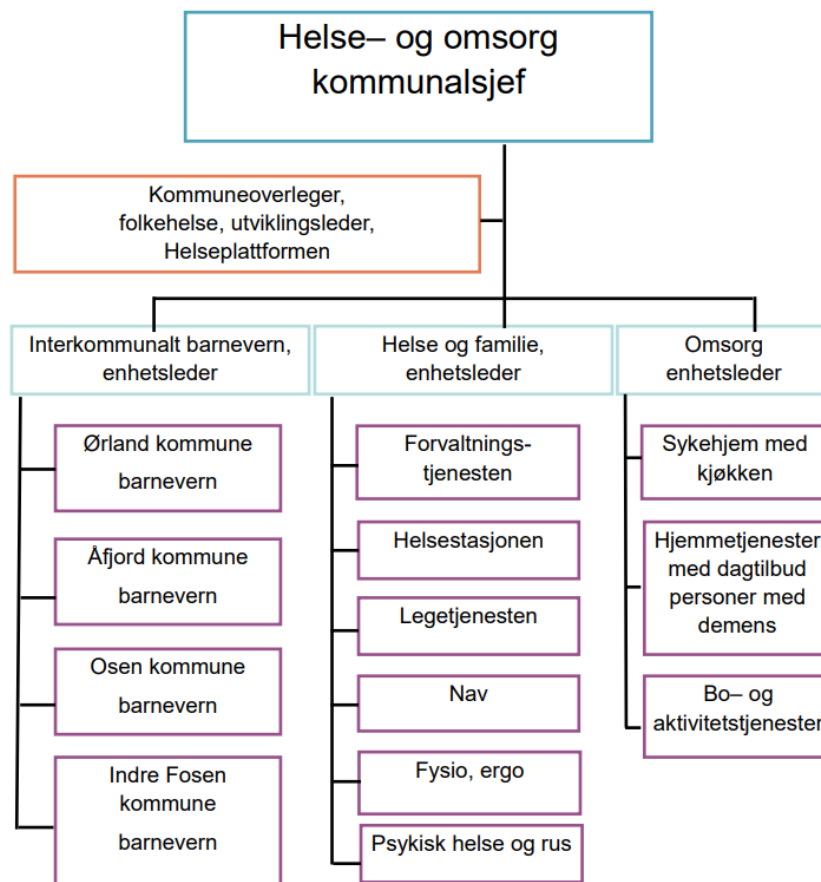 Helse– og omsorg
kommunalsjef
Kommuneoverleger,
folkehelse, utviklingsleder,
Helseplattformen
Interkommunalt barnevern,
enhetsleder
Ørland kommune
barnevern
Åfjord kommune
barnevern
Osen kommune
barnevern
Indre Fosen
kommune
barnevern
Helse og familie,
enhetsleder
Forvaltnings-
tjenesten
Helsestasjonen
Legetjenesten
Nav
Fysio, ergo
Psykisk helse og rus
Omsorg
enhetsleder
Sykehjem med
kjøkken
Hjemmetjenester
med dagtilbud
personer med
demens
Bo– og
aktivitetstjenester